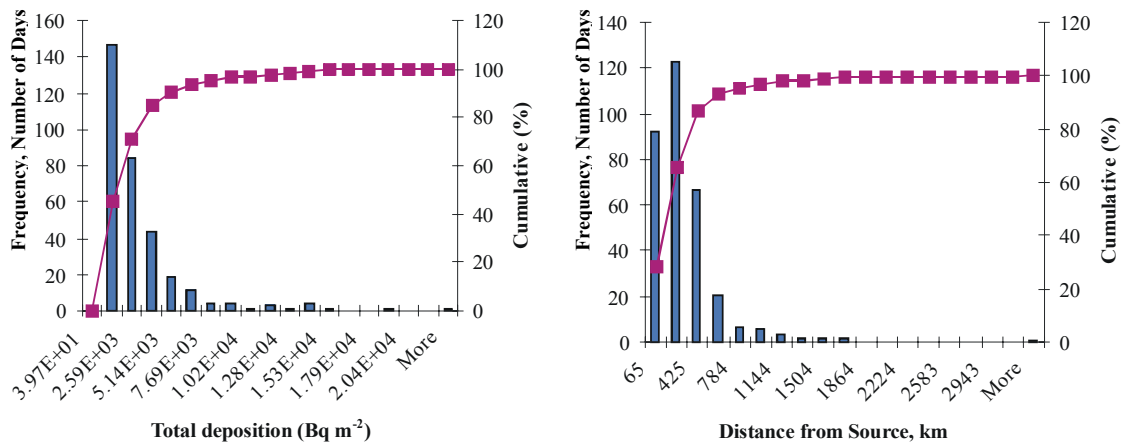 160
140
120
100
80
60
40
20
0
Frequency, Number of Days
120
100
80
60
40
20
0
Cumulative (%)
3.97E+01
2.59E+03
5.14E+03
7.69E+03
1.02E+04
1.28E+04
1.53E+04
1.79E+04
2.04E+04
More
Total deposition (Bq m-2)
140
120
100
80
60
40
20
0
Frequency, Number of Days
120
100
80
60
40
20
0
Cumulative (%)
65
425
784
1144
1504
1864
2224
2583
2943
More
Distance from Source, km